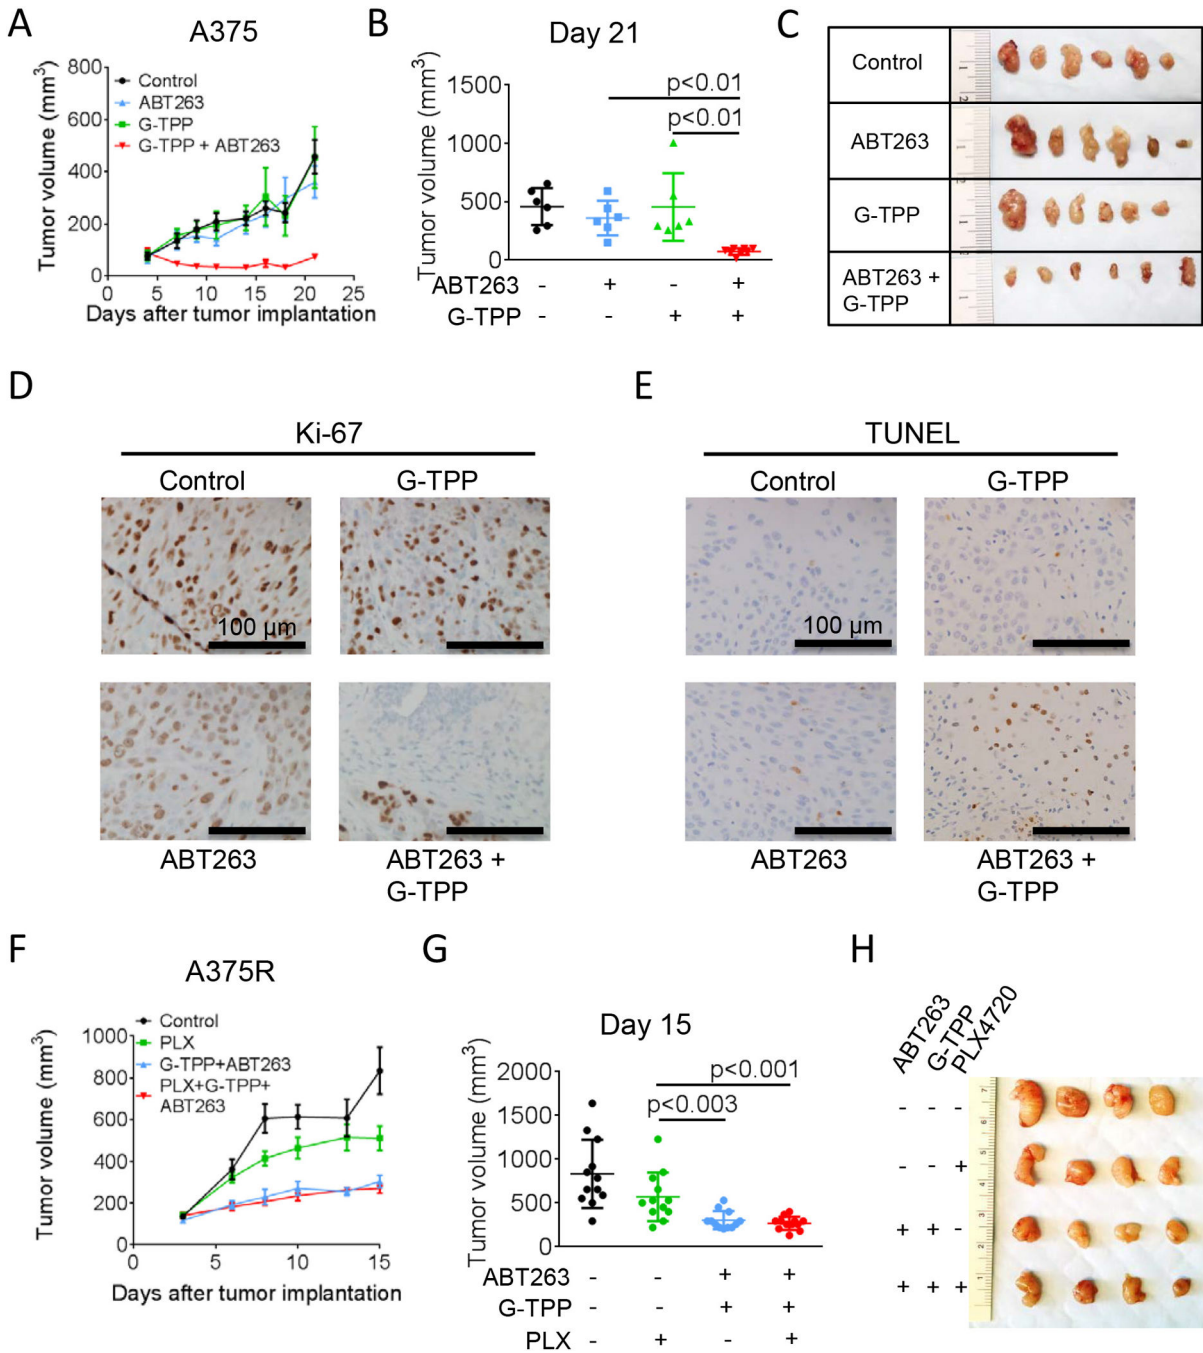 A
A375
Tumor volume (mm3)
800
600
400
200
0
Control
ABT263
G-TPP
G-TPP + ABT263
0 5 10 15 20 25
Days after tumor implantation
B
Day 21
Tumor volume (mm3)
1500
1000
500
0
p<0.01
p<0.01
ABT263 - + - +
G-TPP - - + +
C
Control
ABT263
G-TPP
ABT263 +
G-TPP
D
Ki-67
Control G-TPP
100 µm
ABT263 ABT263 +
G-TPP
E
TUNEL
Control G-TPP
100 µm
ABT263 ABT263 +
G-TPP
F
A375R
Tumor volume (mm3)
1000
800
600
400
200
0
Control
PLX
G-TPP+ABT263
PLX+G-TPP+
ABT263
0 5 10 15
Days after tumor implantation
G
Day 15
Tumor volume (mm3)
2000
1500
1000
500
0
p<0.001
p<0.003
ABT263 - - + +
G-TPP - - + +
PLX - + - +
H
ABT263
G-TPP
PLX4720
- - -
- - +
+ + -
+ + +